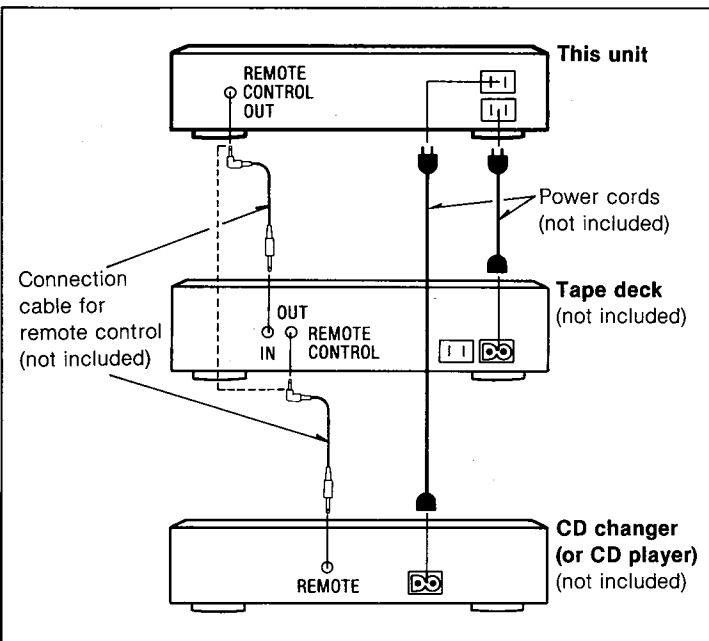 This unit
REMOTE
CONTROL
OUT
Power cords
(not included)
Connection
cable for
remote control
(not included)
Tape deck
(not included)
OUT
IN
REMOTE
CONTROL
CD changer
(or CD player)
(not included)
REMOTE